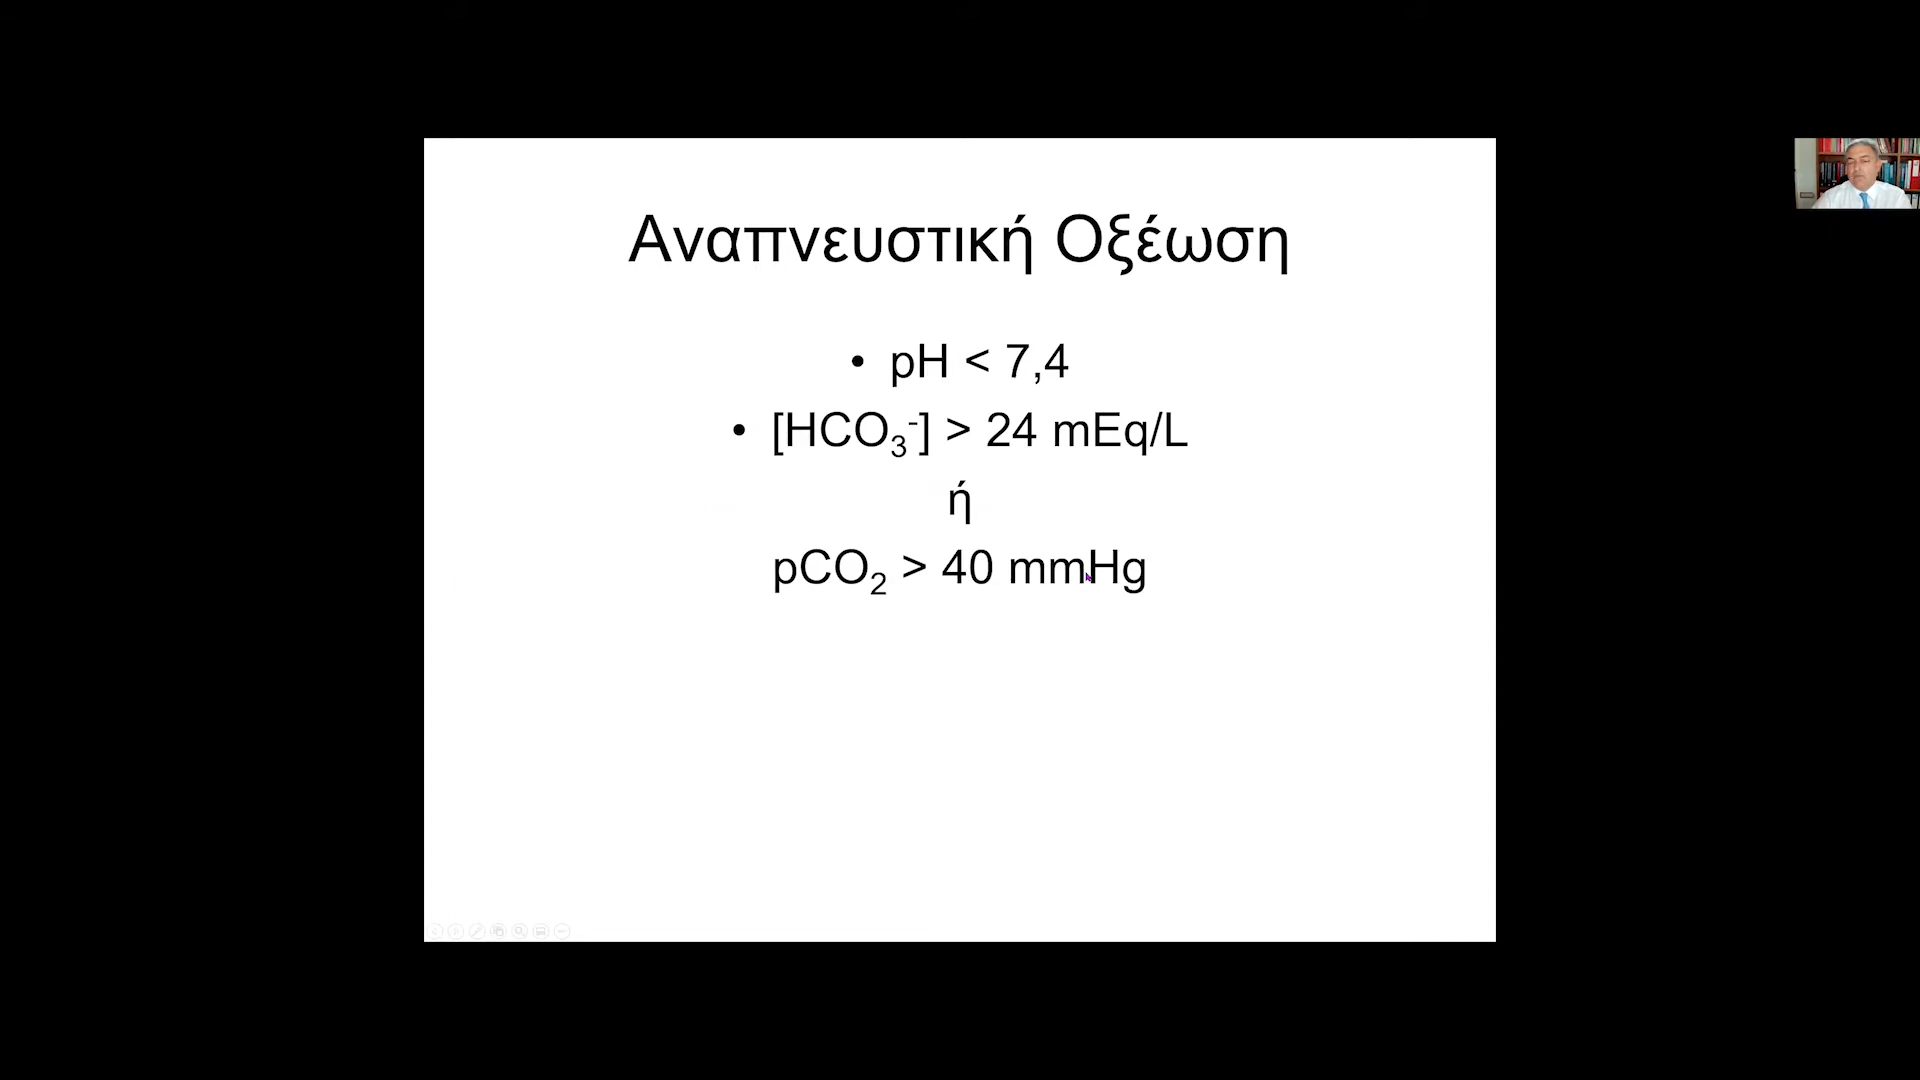 Αναπνευστική Οξέωση
• pH < 7,4
• [HCO₃⁻] > 24 mEq/L
ή
pCO₂ > 40 mmHg